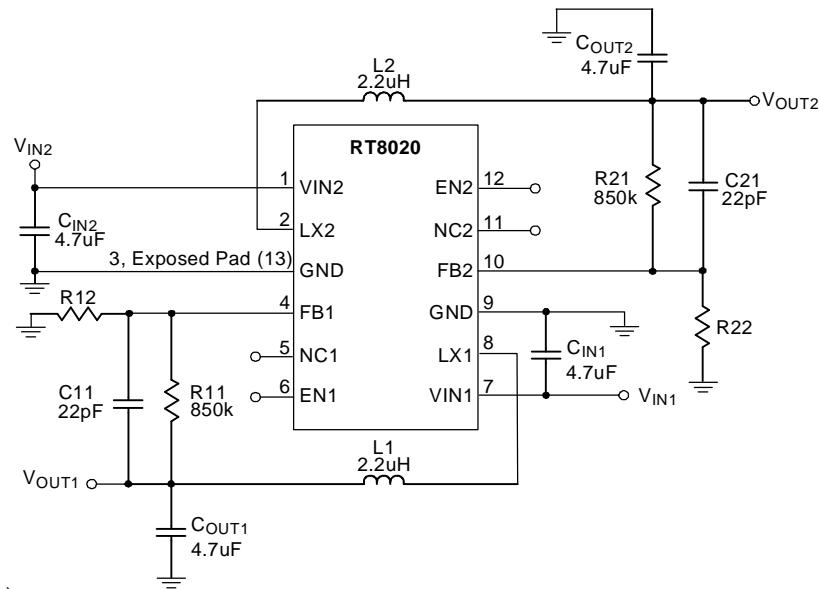 COUT2
4.7uF
L2
2.2uH
VOUT2
RT8020
VIN2
1
VIN2
EN2
12
R21
850k
C21
22pF
CIN2
4.7uF
2
LX2
NC2
11
3, Exposed Pad (13)
GND
FB2
10
R12
4
FB1
GND
9
R22
5
NC1
LX1
8
CIN1
4.7uF
C11
22pF
R11
850k
6
EN1
VIN1
7
VIN1
L1
2.2uH
VOUT1
COUT1
4.7uF